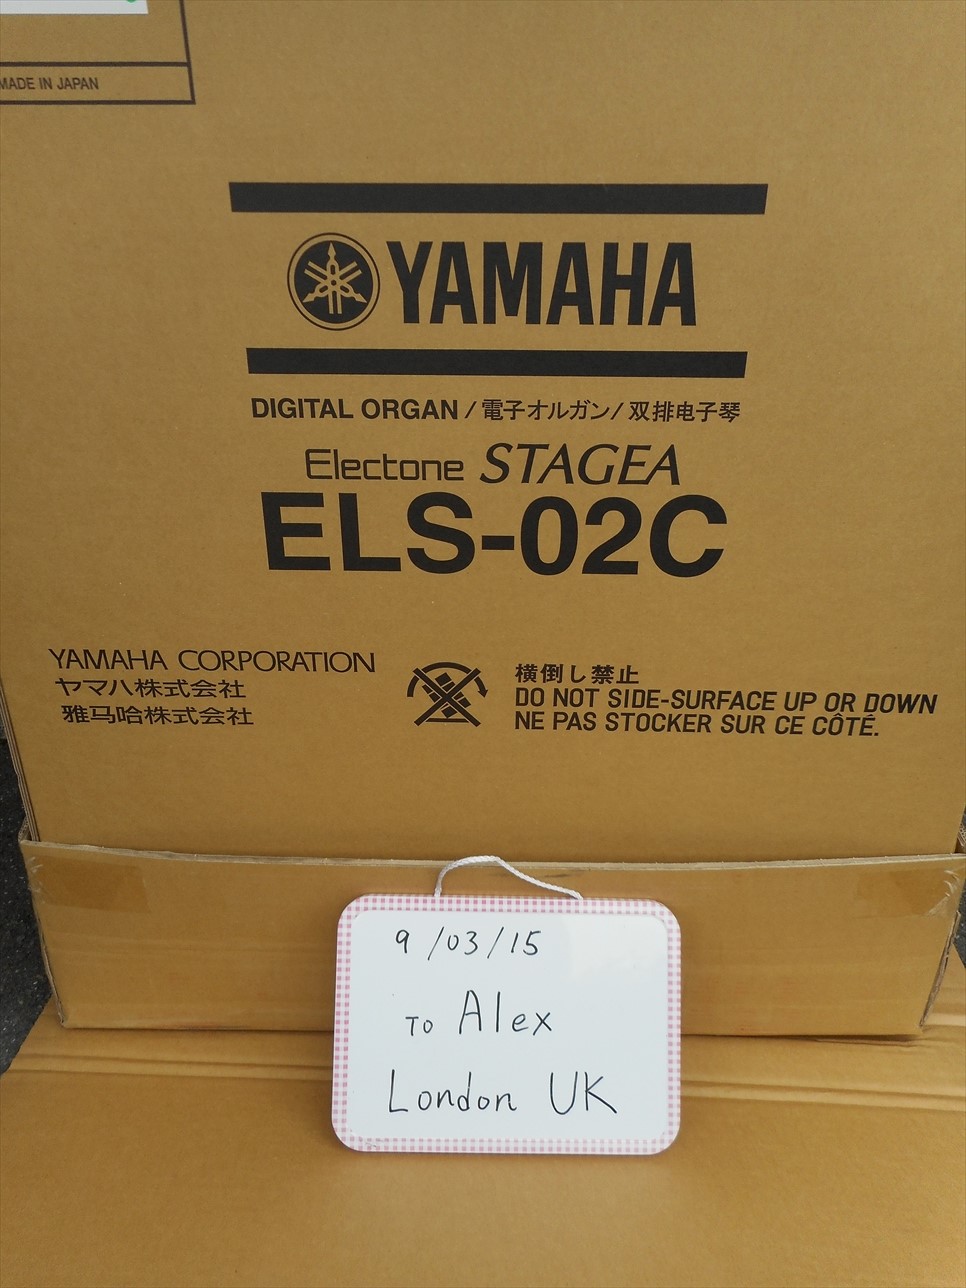 MADE IN JAPAN
YAMAHA
DIGITAL ORGAN / 電子オルガン / 双排电子琴
Electone STAGEA
ELS-02C
YAMAHA CORPORATION
ヤマハ株式会社
雅马哈株式会社
横倒し禁止
DO NOT SIDE-SURFACE UP OR DOWN
NE PAS STOCKER SUR CE CÔTÉ.
9/03/15
TO Alex
London UK